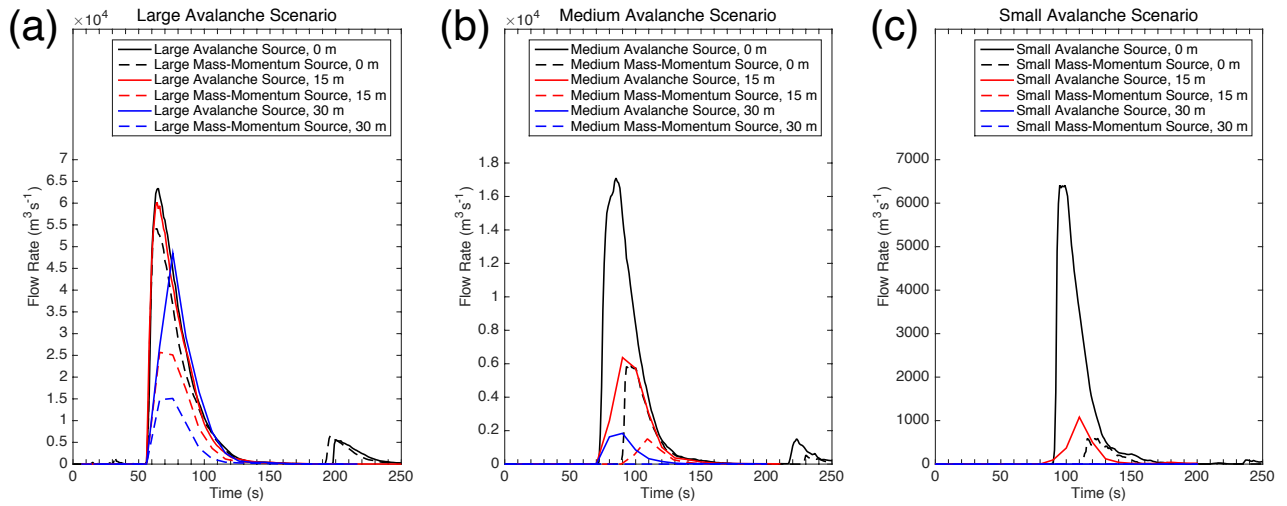 (a)
×10⁴
Large Avalanche Scenario
Large Avalanche Source, 0 m
Large Mass-Momentum Source, 0 m
Large Avalanche Source, 15 m
Large Mass-Momentum Source, 15 m
Large Avalanche Source, 30 m
Large Mass-Momentum Source, 30 m
7
6.5
6
5.5
5
4.5
4
3.5
3
2.5
2
1.5
1
0.5
0
Flow Rate (m³ s⁻¹)
0 50 100 150 200 250
Time (s)
(b)
×10⁴
Medium Avalanche Scenario
Medium Avalanche Source, 0 m
Medium Mass-Momentum Source, 0 m
Medium Avalanche Source, 15 m
Medium Mass-Momentum Source, 15 m
Medium Avalanche Source, 30 m
Medium Mass-Momentum Source, 30 m
1.8
1.6
1.4
1.2
1
0.8
0.6
0.4
0.2
0
Flow Rate (m³ s⁻¹)
0 50 100 150 200 250
Time (s)
(c)
Small Avalanche Scenario
Small Avalanche Source, 0 m
Small Mass-Momentum Source, 0 m
Small Avalanche Source, 15 m
Small Mass-Momentum Source, 15 m
Small Avalanche Source, 30 m
Small Mass-Momentum Source, 30 m
7000
6000
5000
4000
3000
2000
1000
0
Flow Rate (m³ s⁻¹)
0 50 100 150 200 250
Time (s)